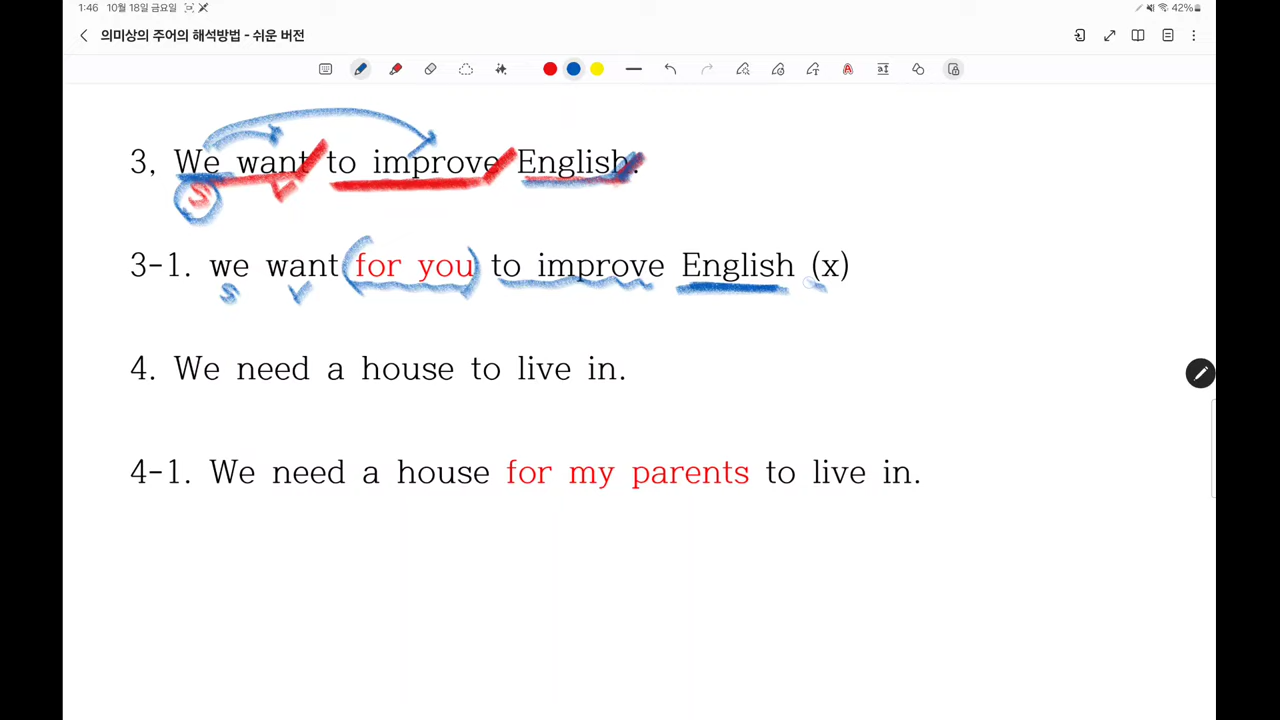 1:46 10월 18일 금요일 42%
의미상의 주어의 해석방법 - 쉬운 버전
3, We want to improve English.
S V
3-1. we want (for you) to improve English (x)
S V
4. We need a house to live in.
4-1. We need a house for my parents to live in.